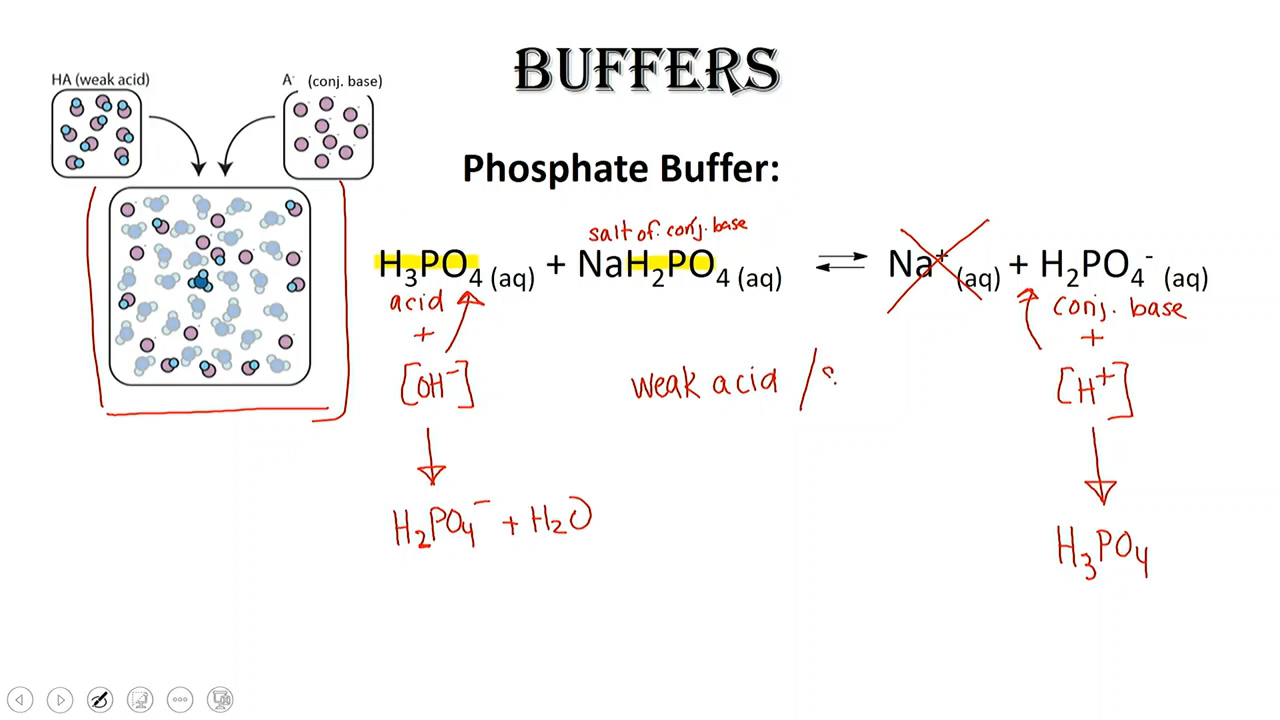 BUFFERS
HA (weak acid)
A⁻ (conj. base)
Phosphate Buffer:
salt of conj. base
H₃PO₄ (aq) + NaH₂PO₄ (aq) ⇌ Na⁺ (aq) + H₂PO₄⁻ (aq)
acid
conj. base
+
+
[OH⁻]
weak acid /
[H⁺]
H₂PO₄⁻ + H₂O
H₃PO₄